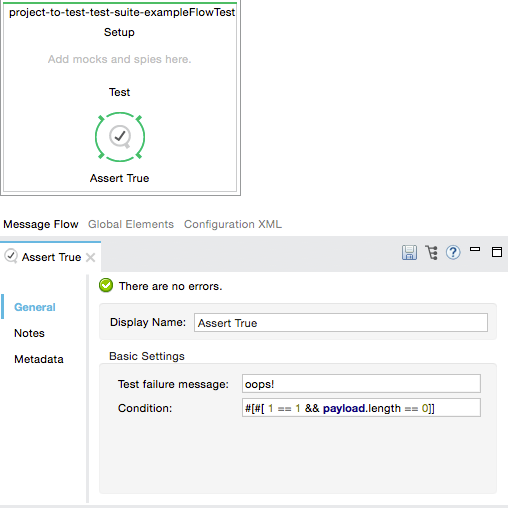 project-to-test-test-suite-exampleFlowTest
Setup
Add mocks and spies here.
Test
Assert True
Message Flow Global Elements Configuration XML
Assert True
There are no errors.
General
Notes
Metadata
Display Name: Assert True
Basic Settings
Test failure message: oops!
Condition: #[#[ 1 == 1 && payload.length == 0]]